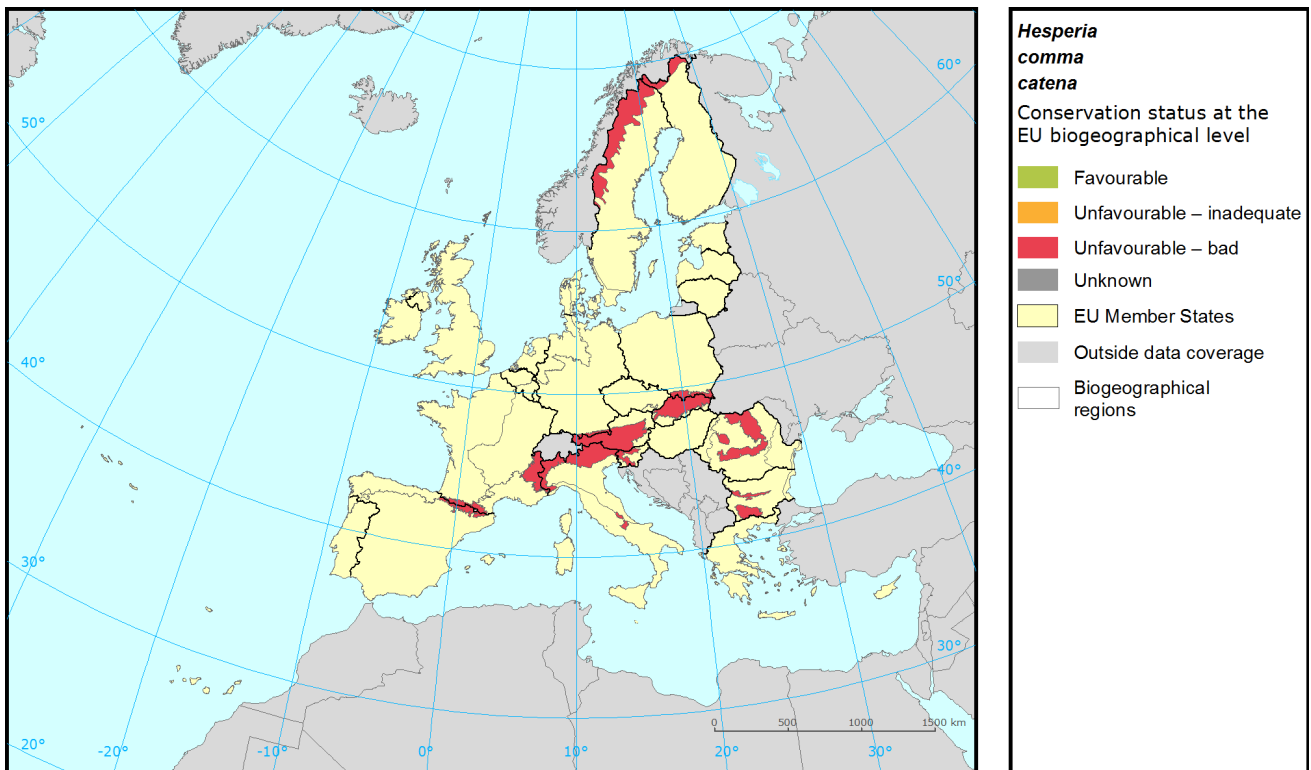 60°
50°
50°
40°
40°
30°
30°
20°
-20°
-10°
0°
10°
20°
30°
0 500 1000 1500 km
Hesperia
comma
catena
Conservation status at the
EU biogeographical level
Favourable
Unfavourable – inadequate
Unfavourable – bad
Unknown
EU Member States
Outside data coverage
Biogeographical
regions